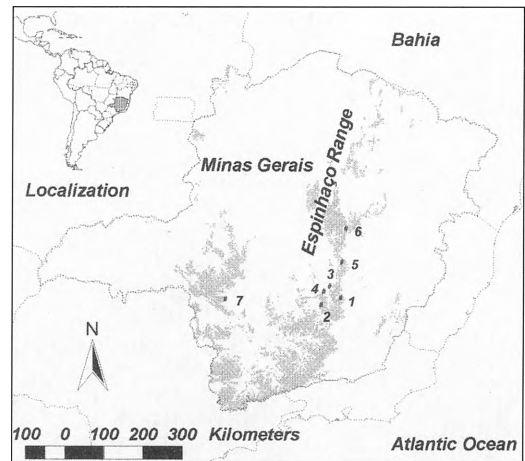 Bahia
Minas Gerais
Espinhaço Range
Localization
6
5
3
4
1
7
2
N
100 0 100 200 300 Kilometers
Atlantic Ocean